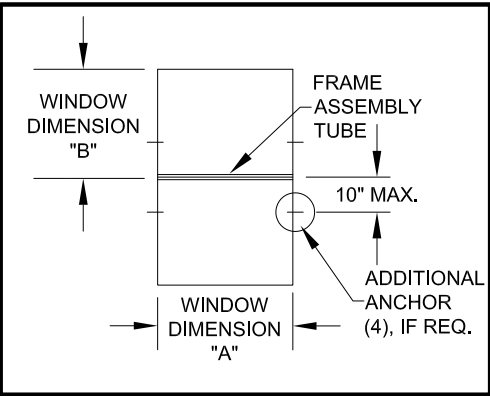 WINDOW
DIMENSION
"B"
FRAME
ASSEMBLY
TUBE
10" MAX.
ADDITIONAL
ANCHOR
(4), IF REQ.
WINDOW
DIMENSION
"A"